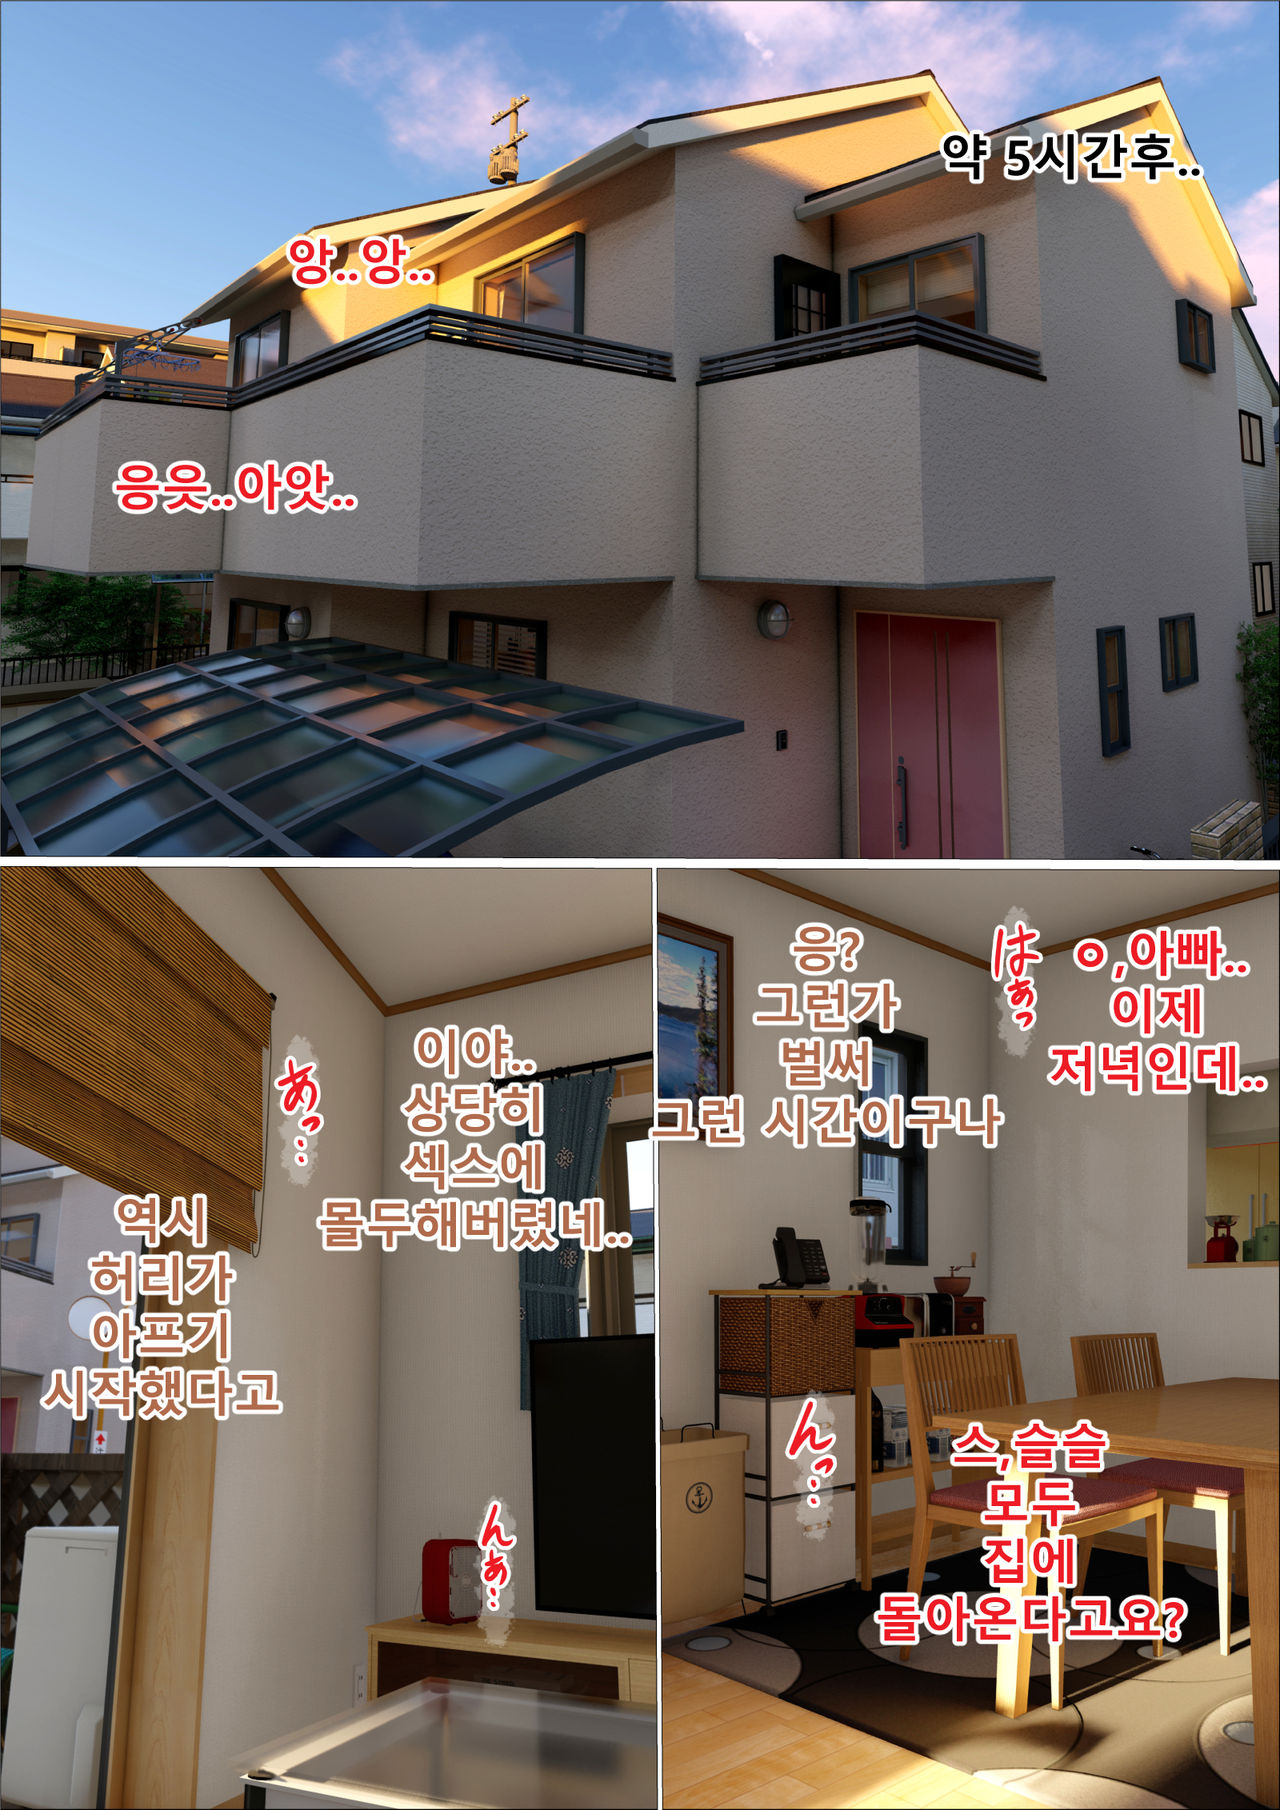 약 5시간후..
앙..앙..
응읏..아앗..
はぁっ
ㅇ,아빠..
이제
저녁인데..
응?
그런가
벌써
그런 시간이구나
んっ…
스,슬슬
모두
집에
돌아온다고요?
이야..
상당히
섹스에
몰두해버렸네..
あっ…
역시
허리가
아프기
시작했다고
んぁ…